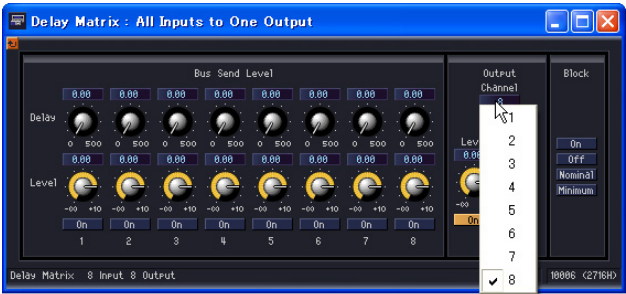 Delay Matrix : All Inputs to One Output
Bus Send Level
Output
Channel
Block
8
0.00 0.00 0.00 0.00 0.00 0.00 0.00 0.00
Delay
0 500 0 500 0 500 0 500 0 500 0 500 0 500 0 500
0.00 0.00 0.00 0.00 0.00 0.00 0.00 0.00
Level
-∞ +10 -∞ +10 -∞ +10 -∞ +10 -∞ +10 -∞ +10 -∞ +10 -∞ +10
On On On On On On On On
1 2 3 4 5 6 7 8
-∞
On
1
2
3
4
5
6
7
8
On
Off
Nominal
Minimum
Delay Matrix 8 Input 8 Output
10006 (2716H)